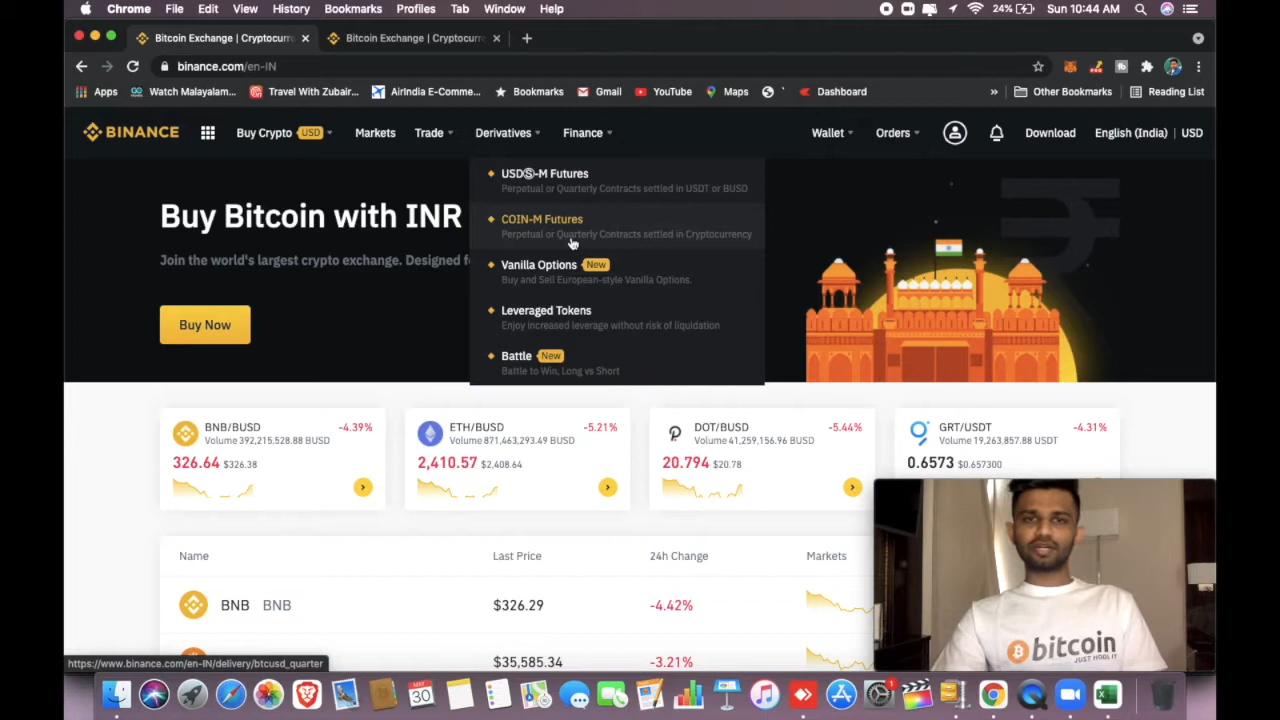 Chrome File Edit View History Bookmarks Profiles Tab Window Help 24% Sun 10:44 AM
Bitcoin Exchange | Cryptocurr Bitcoin Exchange | Cryptocurr
binance.com/en-IN
Apps Watch Malayalam... Travel With Zubair... AirIndia E-Comme... Bookmarks Gmail YouTube Maps Dashboard » Other Bookmarks Reading List
BINANCE Buy Crypto USD Markets Trade Derivatives Finance Wallet Orders Download English (India) | USD
USDⓈ-M Futures
Perpetual or Quarterly Contracts settled in USDT or BUSD
Buy Bitcoin with INR
COIN-M Futures
Perpetual or Quarterly Contracts settled in Cryptocurrency
Join the world's largest crypto exchange. Designed f
Vanilla Options New
Buy and Sell European-style Vanilla Options.
Buy Now
Leveraged Tokens
Enjoy increased leverage without risk of liquidation
Battle New
Battle to Win, Long vs Short
BNB/BUSD -4.39%
Volume 392,215,528.88 BUSD
326.64 $326.38
ETH/BUSD -5.21%
Volume 871,463,293.49 BUSD
2,410.57 $2,408.64
DOT/BUSD -5.44%
Volume 41,259,156.96 BUSD
20.794 $20.78
GRT/USDT -4.31%
Volume 19,263,857.88 USDT
0.6573 $0.657300
Name Last Price 24h Change Markets
BNB BNB $326.29 -4.42%
$35,585.34 -3.21%
https://www.binance.com/en-IN/delivery/btcusd_quarter
bitcoin
JUST HODL IT
MAY
30
1